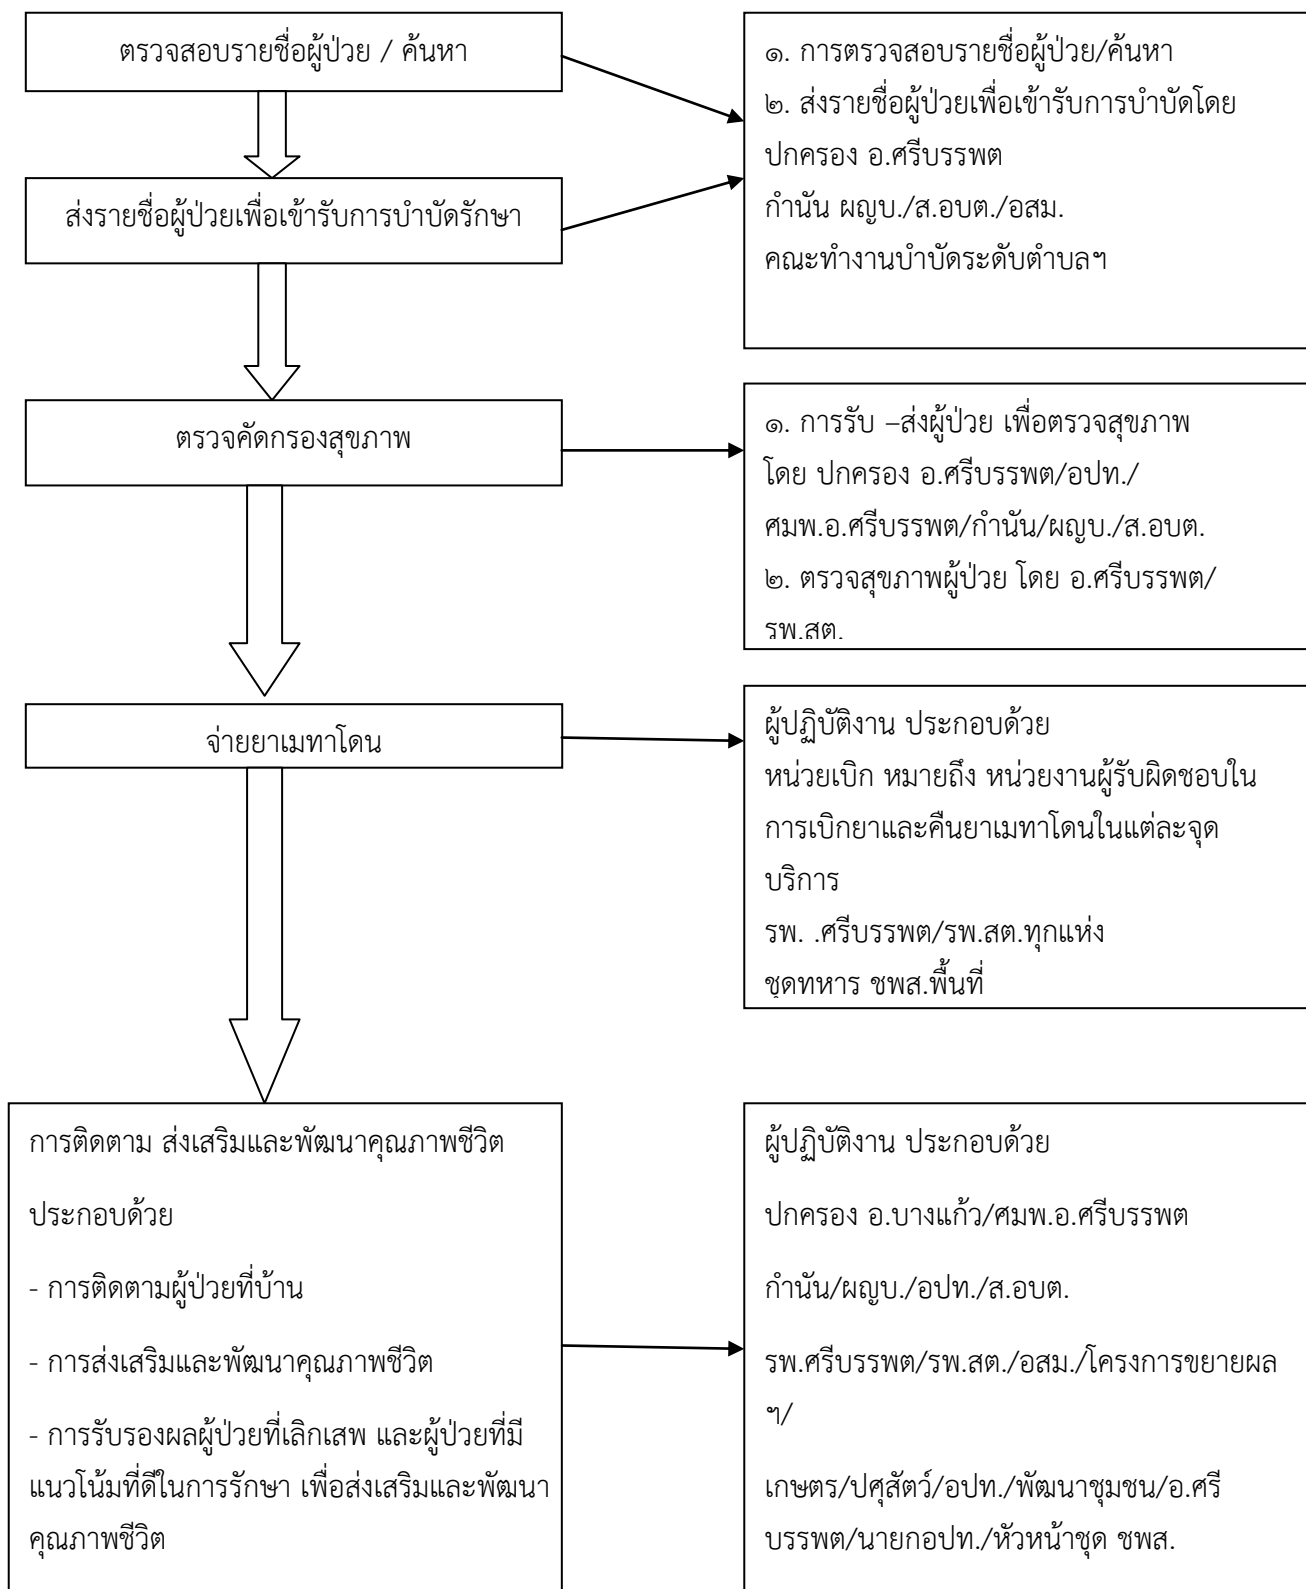 ตรวจสอบรายชื่อผู้ป่วย / ค้นหา
๑. การตรวจสอบรายชื่อผู้ป่วย/ค้นหา
๒. ส่งรายชื่อผู้ป่วยเพื่อเข้ารับการบำบัดโดย
ปกครอง อ.ศรีบรรพต
กำนัน ผญบ./ส.อบต./อสม.
คณะทำงานบำบัดระดับตำบลฯ
ส่งรายชื่อผู้ป่วยเพื่อเข้ารับการบำบัดรักษา
ตรวจคัดกรองสุขภาพ
๑. การรับ –ส่งผู้ป่วย เพื่อตรวจสุขภาพ
โดย ปกครอง อ.ศรีบรรพต/อปท./
ศมพ.อ.ศรีบรรพต/กำนัน/ผญบ./ส.อบต.
๒. ตรวจสุขภาพผู้ป่วย โดย อ.ศรีบรรพต/
รพ.สต.
จ่ายยาเมทาโดน
ผู้ปฏิบัติงาน ประกอบด้วย
หน่วยเบิก หมายถึง หน่วยงานผู้รับผิดชอบใน
การเบิกยาและคืนยาเมทาโดนในแต่ละจุด
บริการ
รพ. .ศรีบรรพต/รพ.สต.ทุกแห่ง
ชุดทหาร ชพส.พื้นที่
การติดตาม ส่งเสริมและพัฒนาคุณภาพชีวิต
ประกอบด้วย
- การติดตามผู้ป่วยที่บ้าน
- การส่งเสริมและพัฒนาคุณภาพชีวิต
- การรับรองผลผู้ป่วยที่เลิกเสพ และผู้ป่วยที่มี
แนวโน้มที่ดีในการรักษา เพื่อส่งเสริมและพัฒนา
คุณภาพชีวิต
ผู้ปฏิบัติงาน ประกอบด้วย
ปกครอง อ.บางแก้ว/ศมพ.อ.ศรีบรรพต
กำนัน/ผญบ./อปท./ส.อบต.
รพ.ศรีบรรพต/รพ.สต./อสม./โครงการขยายผล
ฯ/
เกษตร/ปศุสัตว์/อปท./พัฒนาชุมชน/อ.ศรี
บรรพต/นายกอปท./หัวหน้าชุด ชพส.